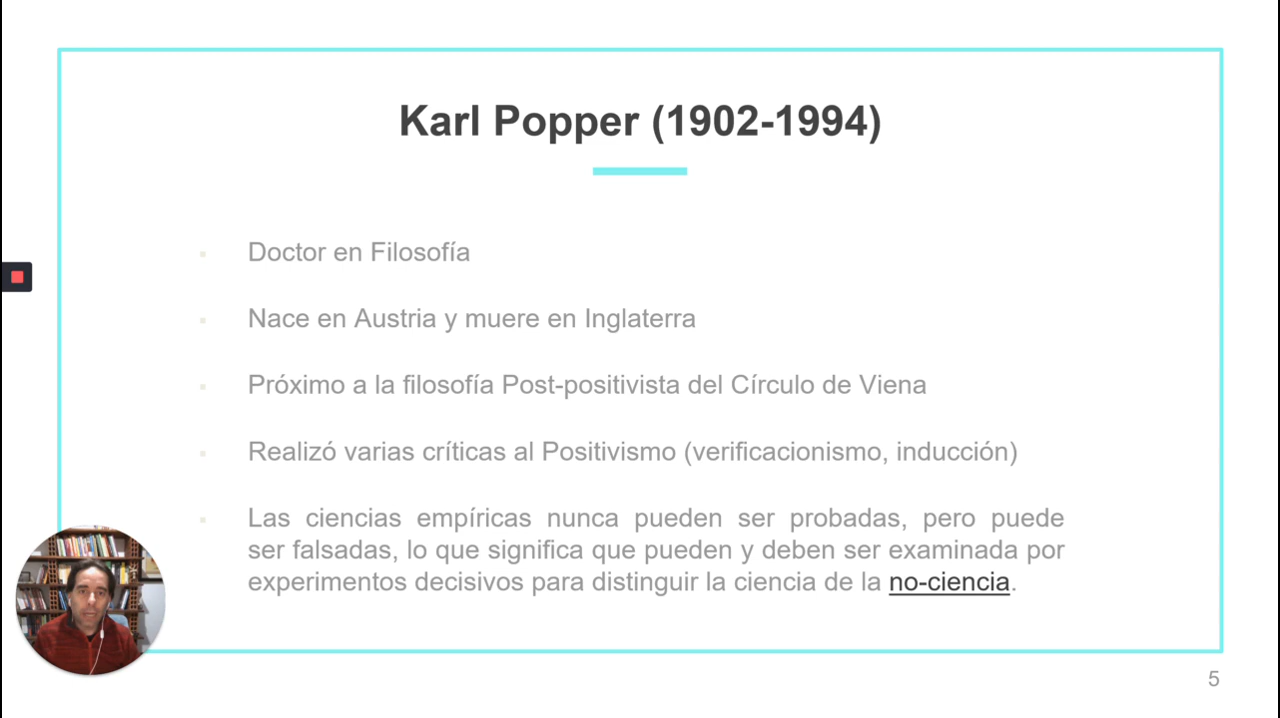 Karl Popper (1902-1994)
Doctor en Filosofía
Nace en Austria y muere en Inglaterra
Próximo a la filosofía Post-positivista del Círculo de Viena
Realizó varias críticas al Positivismo (verificacionismo, inducción)
Las ciencias empíricas nunca pueden ser probadas, pero puede
ser falsadas, lo que significa que pueden y deben ser examinada por
experimentos decisivos para distinguir la ciencia de la no-ciencia.
5